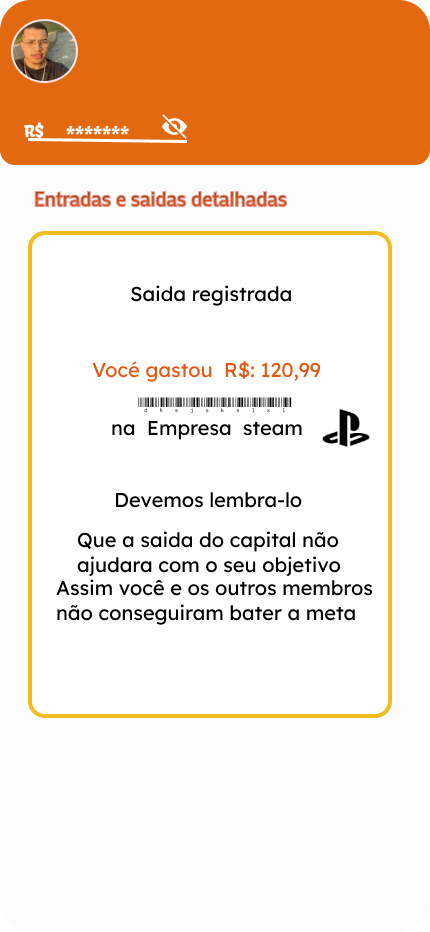 R$ *******
Entradas e saidas detalhadas
Saida registrada
Vocé gastou R$: 120,99
d h s j s k s l s l
na Empresa steam
Devemos lembra-lo
Que a saida do capital não
ajudara com o seu objetivo
Assim você e os outros membros
não conseguiram bater a meta